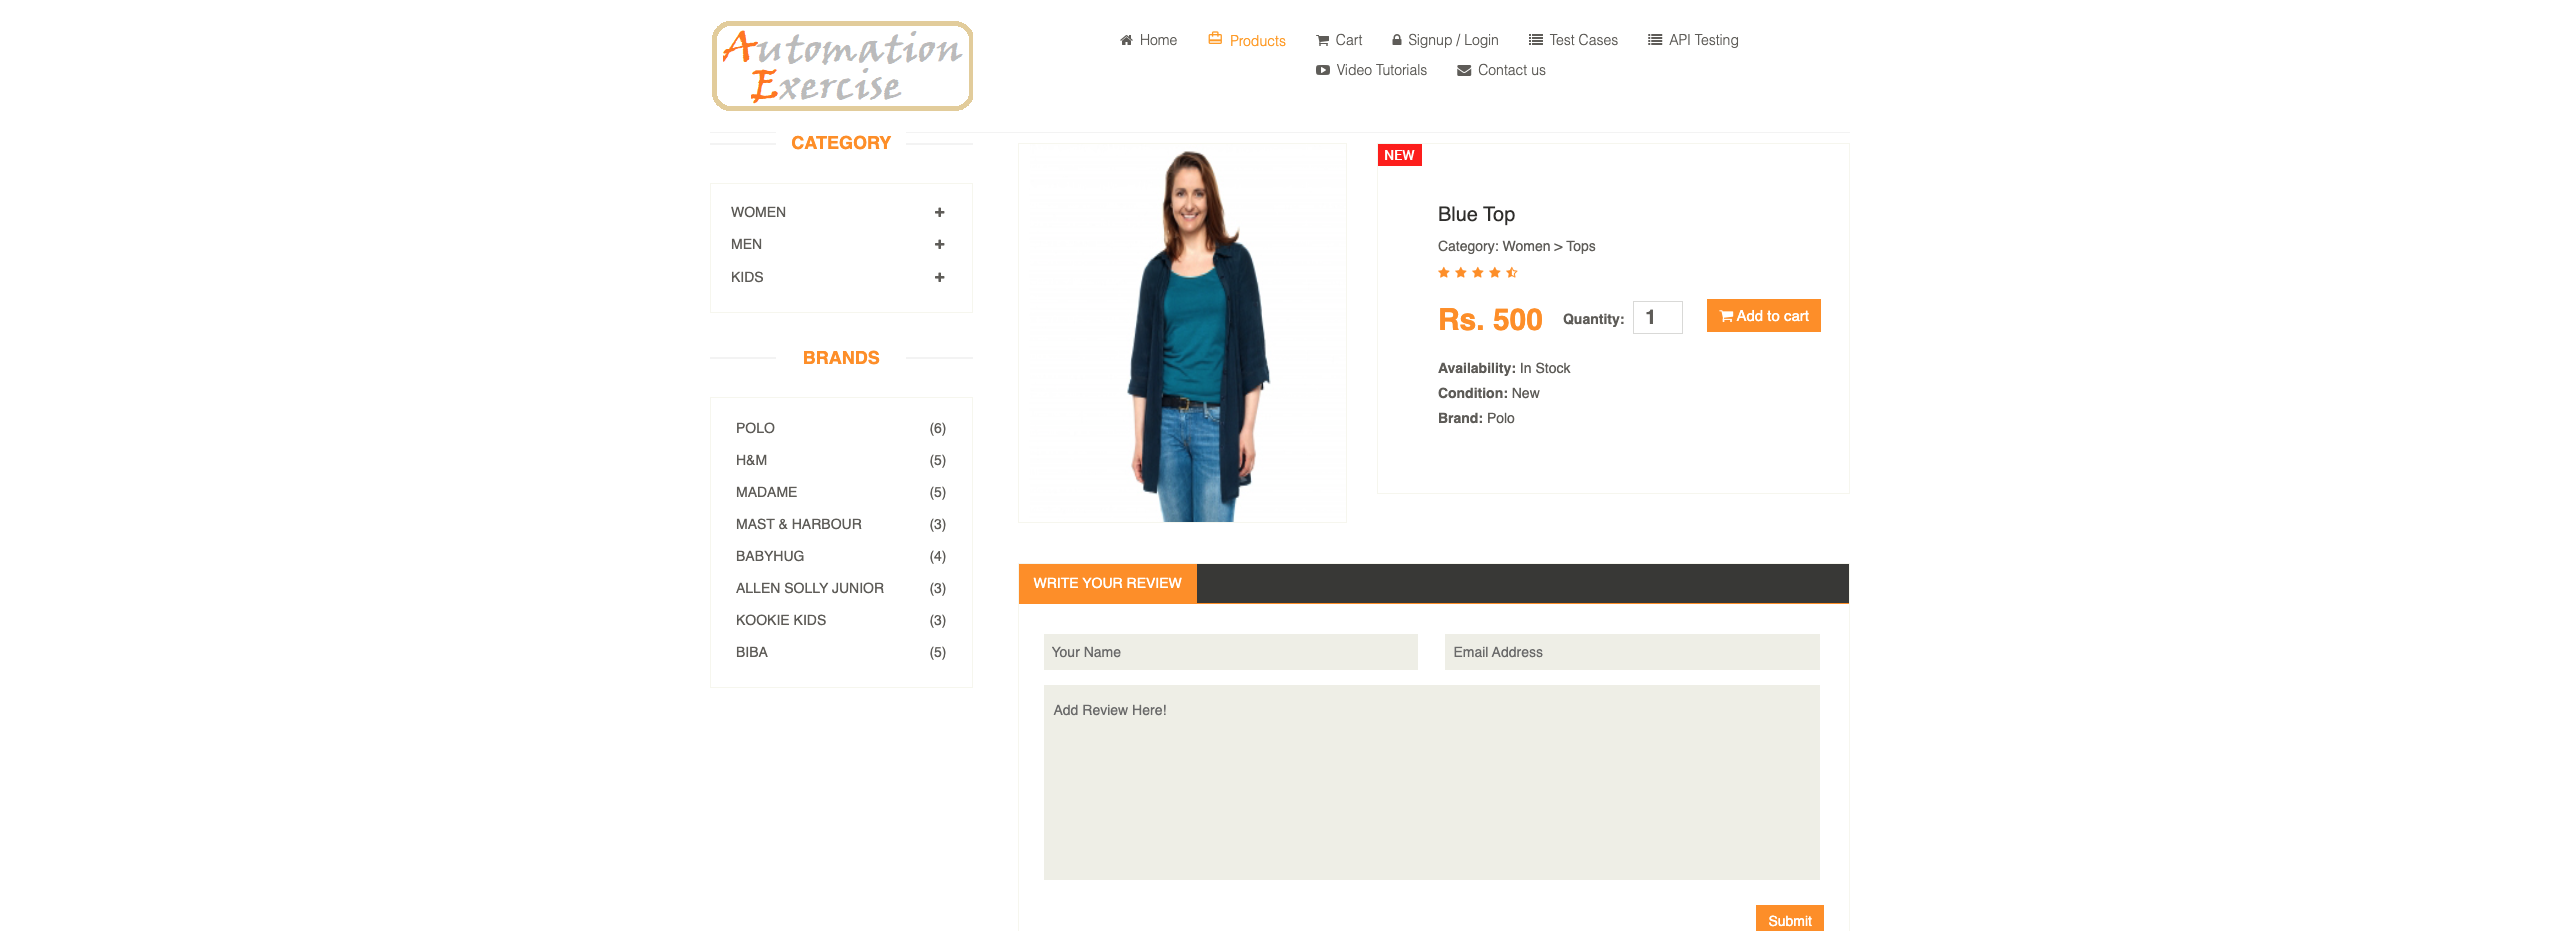 Automation
Exercise
Home Products Cart Signup / Login Test Cases API Testing
Video Tutorials Contact us
CATEGORY
WOMEN
MEN
KIDS
BRANDS
POLO (6)
H&M (5)
MADAME (5)
MAST & HARBOUR (3)
BABYHUG (4)
ALLEN SOLLY JUNIOR (3)
KOOKIE KIDS (3)
BIBA (5)
NEW
Blue Top
Category: Women > Tops
Rs. 500 Quantity: 1 Add to cart
Availability: In Stock
Condition: New
Brand: Polo
WRITE YOUR REVIEW
Your Name Email Address
Add Review Here!
Submit